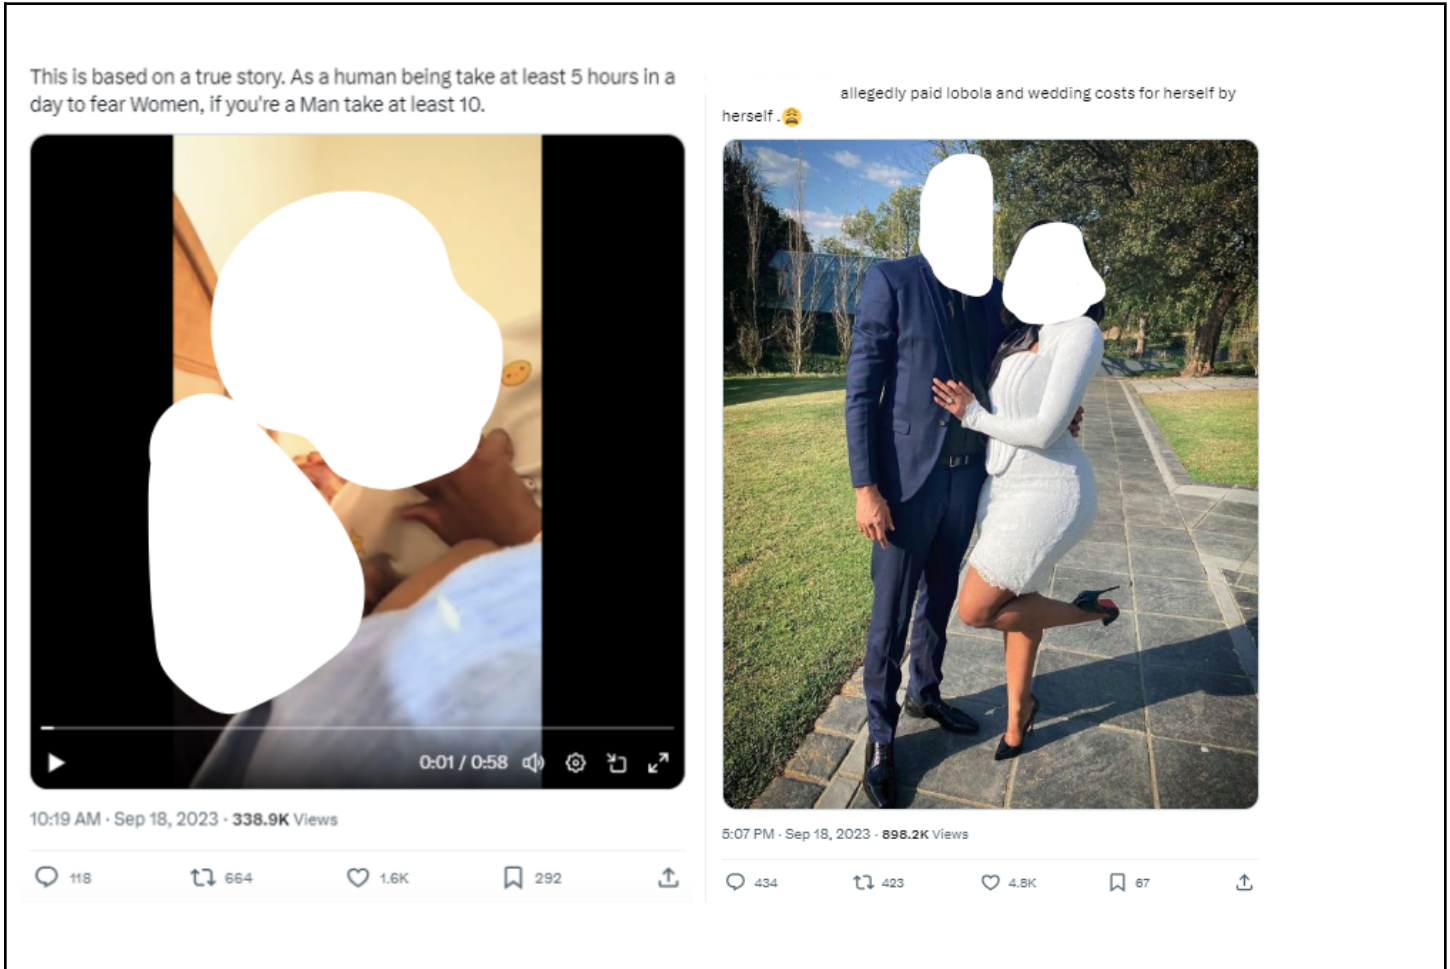 This is based on a true story. As a human being take at least 5 hours in a
day to fear Women, if you're a Man take at least 10.
0:01 / 0:58
10:19 AM · Sep 18, 2023 · 338.9K Views
118 664 1.6K 292
allegedly paid lobola and wedding costs for herself by
herself .😩
5:07 PM · Sep 18, 2023 · 898.2K Views
434 423 4.8K 67